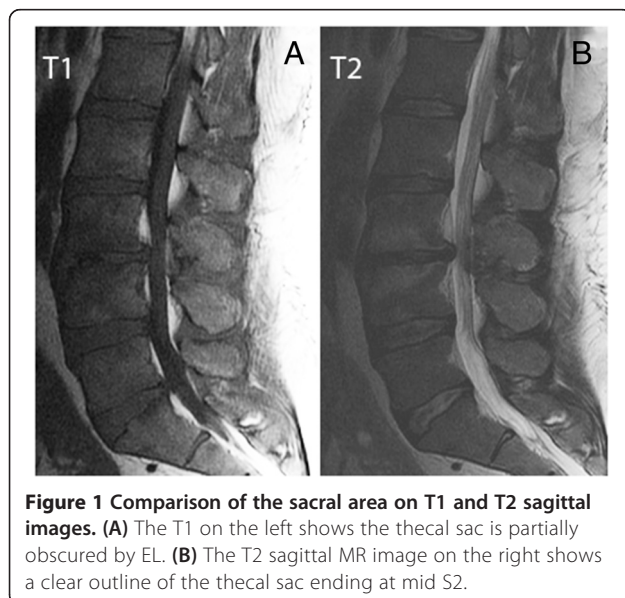 T1
A
T2
B
Figure 1 Comparison of the sacral area on T1 and T2 sagittal
images. (A) The T1 on the left shows the thecal sac is partially
obscured by EL. (B) The T2 sagittal MR image on the right shows
a clear outline of the thecal sac ending at mid S2.